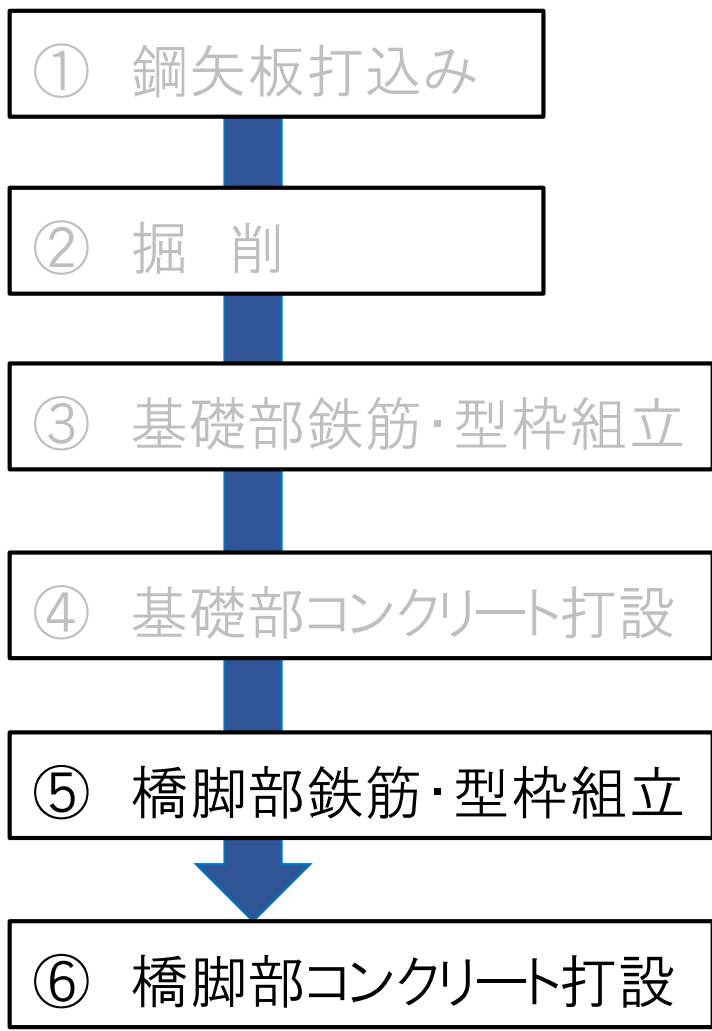 ① 鋼矢板打込み
② 掘 削
③ 基礎部鉄筋・型枠組立
④ 基礎部コンクリート打設
⑤ 橋脚部鉄筋・型枠組立
⑥ 橋脚部コンクリート打設